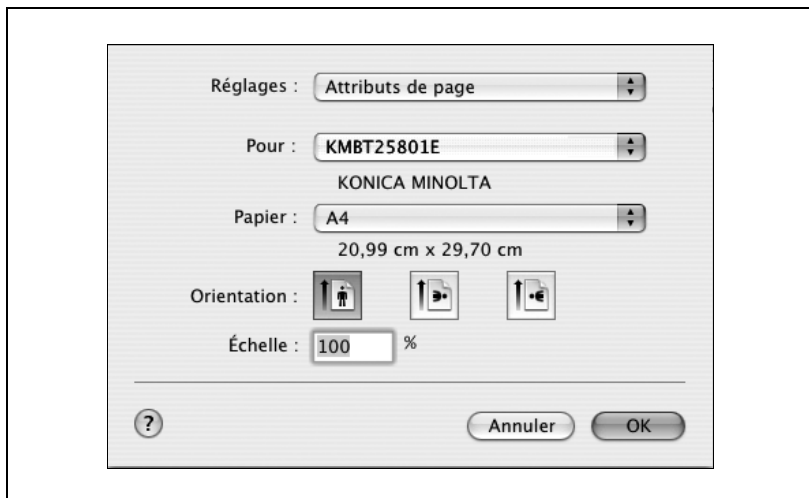 Réglages : Attributs de page
Pour : KMBT25801E
KONICA MINOLTA
Papier : A4
20,99 cm x 29,70 cm
Orientation :
Échelle : 100 %
? Annuler OK